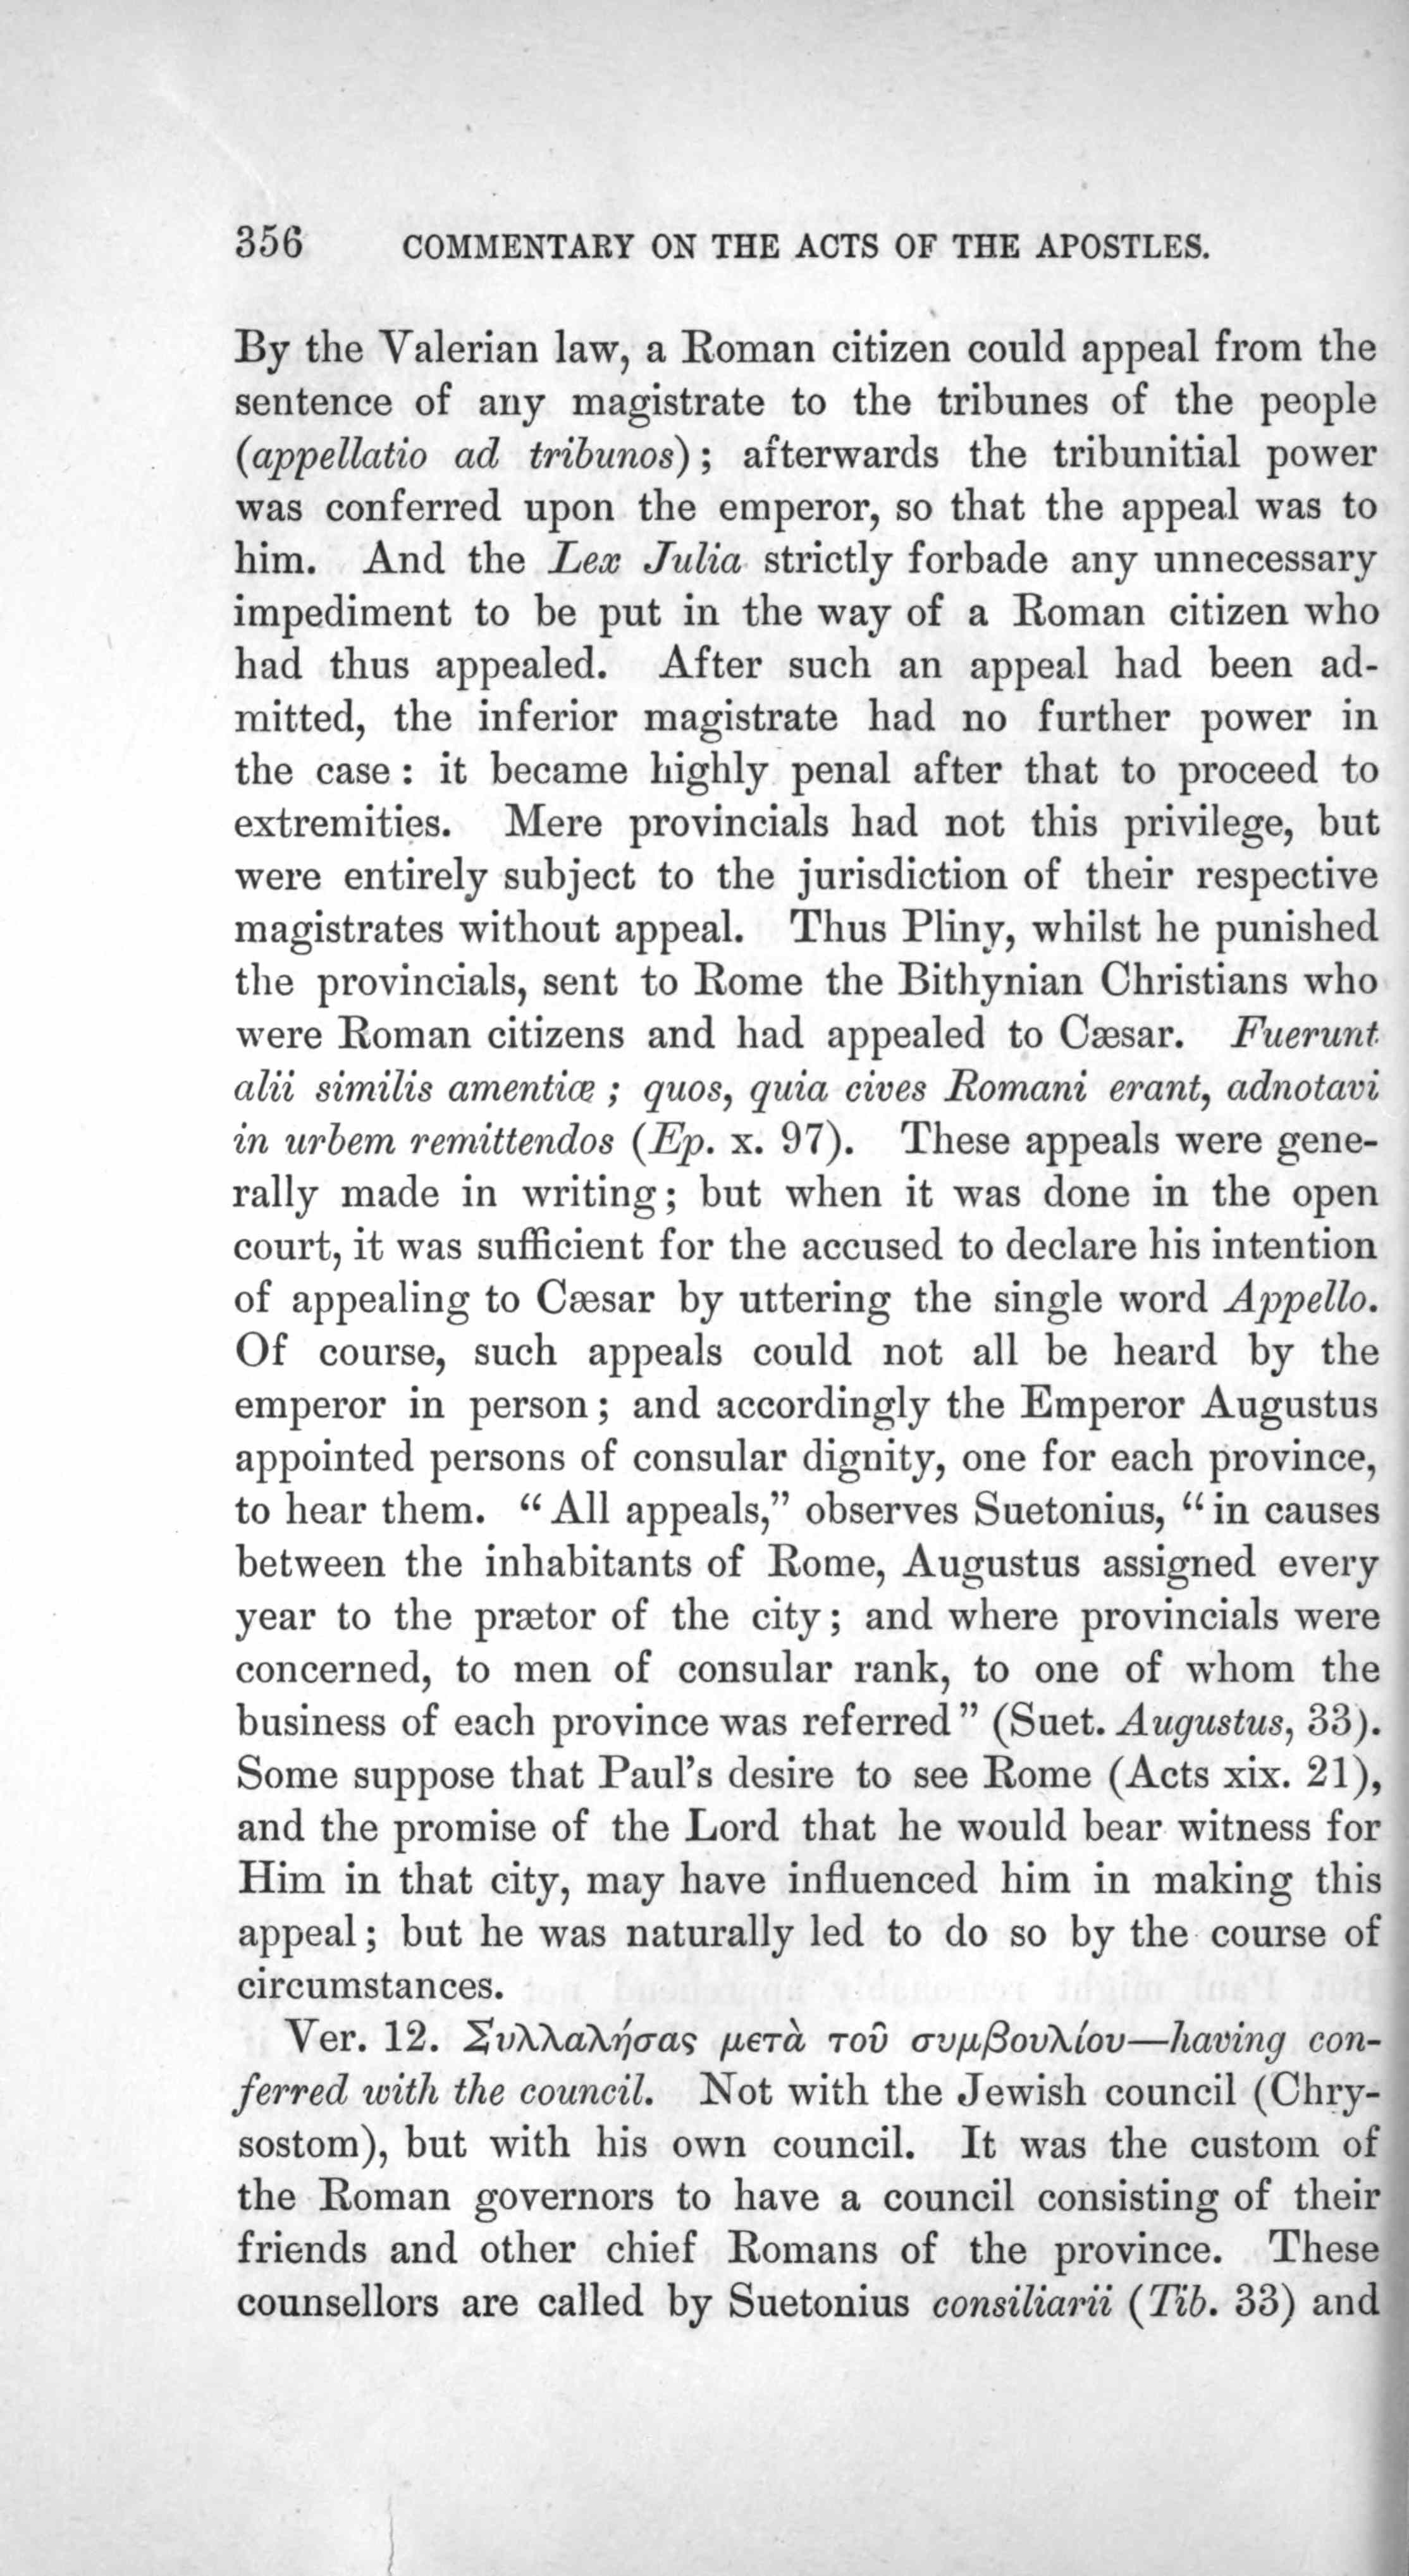 356 COMMENTARY ON THE ACTS OF THE APOSTLES.
By the Valerian law, a Roman citizen could appeal from the
sentence of any magistrate to the tribunes of the people
(appellatio ad tribunos); afterwards the tribunitial power
was conferred upon the emperor, so that the appeal was to
him. And the Lex Julia strictly forbade any unnecessary
impediment to be put in the way of a Roman citizen who
had thus appealed. After such an appeal had been ad-
mitted, the inferior magistrate had no further power in
the case: it became highly penal after that to proceed to
extremities. Mere provincials had not this privilege, but
were entirely subject to the jurisdiction of their respective
magistrates without appeal. Thus Pliny, whilst he punished
the provincials, sent to Rome the Bithynian Christians who
were Roman citizens and had appealed to Cæsar. Fuerunt
alii similis amentiæ; quos, quia cives Romani erant, adnotavi
in urbem remittendos (Ep. x. 97). These appeals were gene-
rally made in writing; but when it was done in the open
court, it was sufficient for the accused to declare his intention
of appealing to Cæsar by uttering the single word Appello.
Of course, such appeals could not all be heard by the
emperor in person; and accordingly the Emperor Augustus
appointed persons of consular dignity, one for each province,
to hear them. “All appeals,” observes Suetonius, “in causes
between the inhabitants of Rome, Augustus assigned every
year to the prætor of the city; and where provincials were
concerned, to men of consular rank, to one of whom the
business of each province was referred” (Suet. Augustus, 33).
Some suppose that Paul’s desire to see Rome (Acts xix. 21),
and the promise of the Lord that he would bear witness for
Him in that city, may have influenced him in making this
appeal; but he was naturally led to do so by the course of
circumstances.
Ver. 12. Συλλαλήσας μετὰ τοῦ συμβουλίου—having con-
ferred with the council. Not with the Jewish council (Chry-
sostom), but with his own council. It was the custom of
the Roman governors to have a council consisting of their
friends and other chief Romans of the province. These
counsellors are called by Suetonius consiliarii (Tib. 33) and